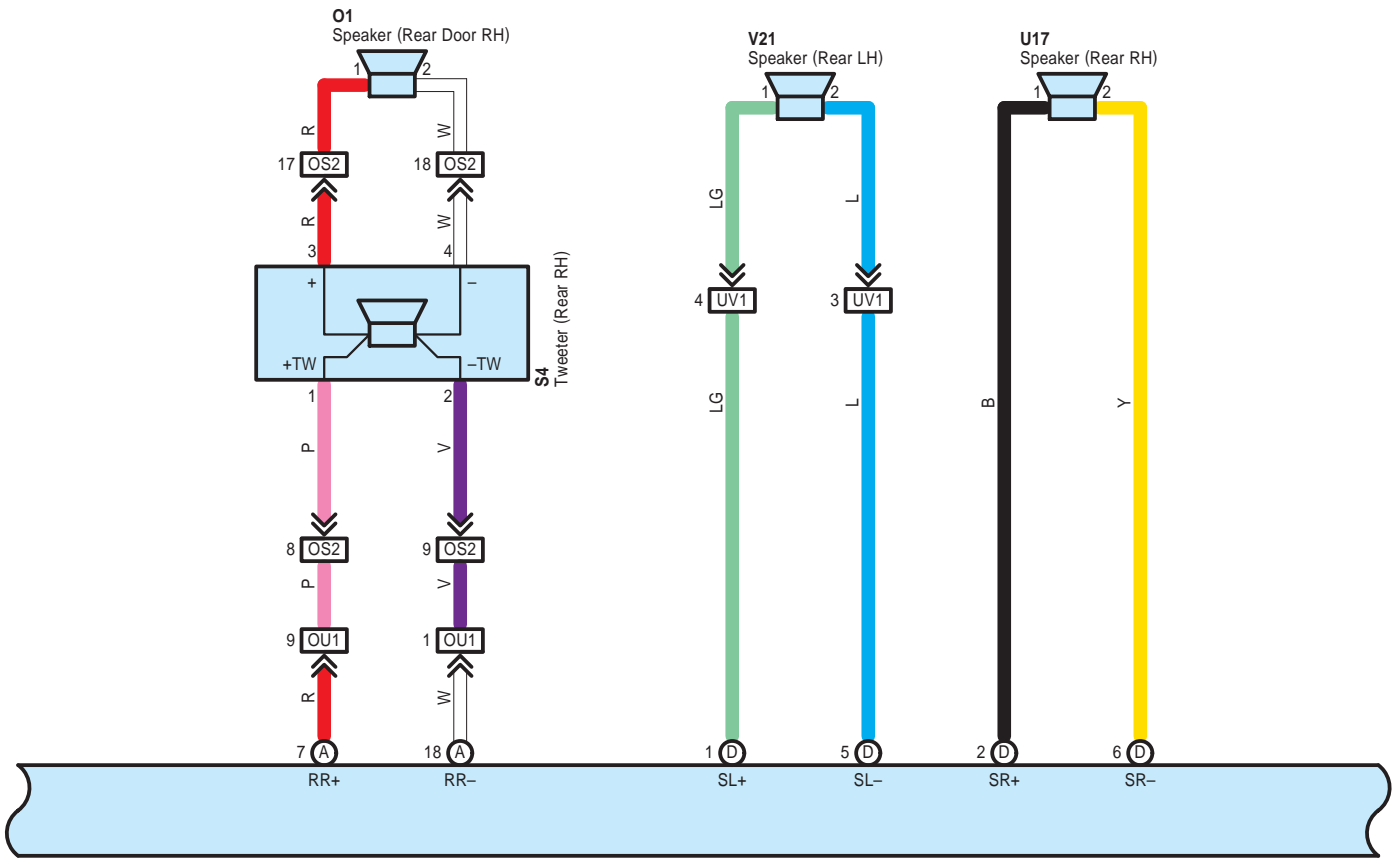 O1
Speaker (Rear Door RH)
V21
Speaker (Rear LH)
U17
Speaker (Rear RH)
1 2
1 2
1 2
R W
17 OS2 18 OS2
LG L
R W
3 4
+ –
4 UV1 3 UV1
+TW –TW
S4
Tweeter (Rear RH)
1 2
LG L B Y
P V
8 OS2 9 OS2
P V
9 OU1 1 OU1
R W
7 A 18 A 1 D 5 D 2 D 6 D
RR+ RR– SL+ SL– SR+ SR–